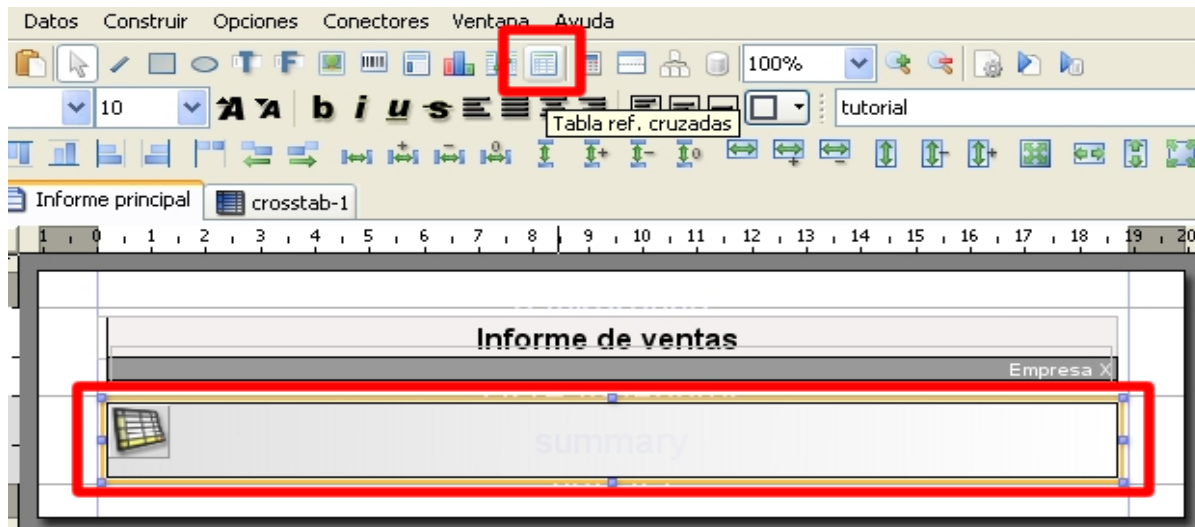 Datos Construir Opciones Conectores Ventana Ayuda
T F 100%
10 A A b i u s tutorial
Tabla ref. cruzadas
Informe principal crosstab-1
1 0 1 2 3 4 5 6 7 8 9 10 11 12 13 14 15 16 17 18 19 20
Informe de ventas
Empresa X
summary